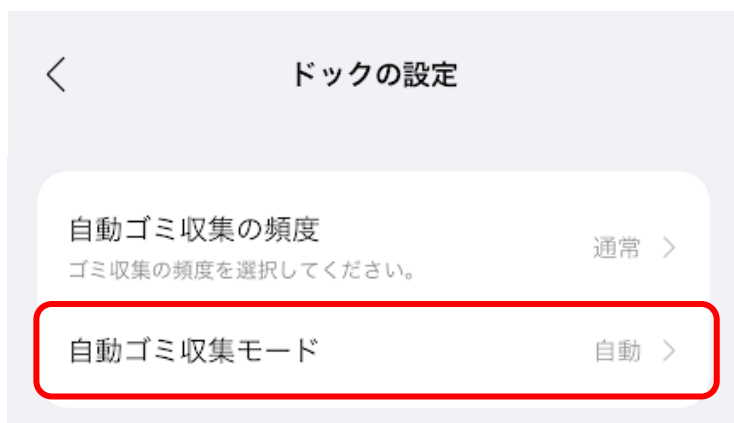 ドックの設定
自動ゴミ収集の頻度
通常
ゴミ収集の頻度を選択してください。
自動ゴミ収集モード
自動